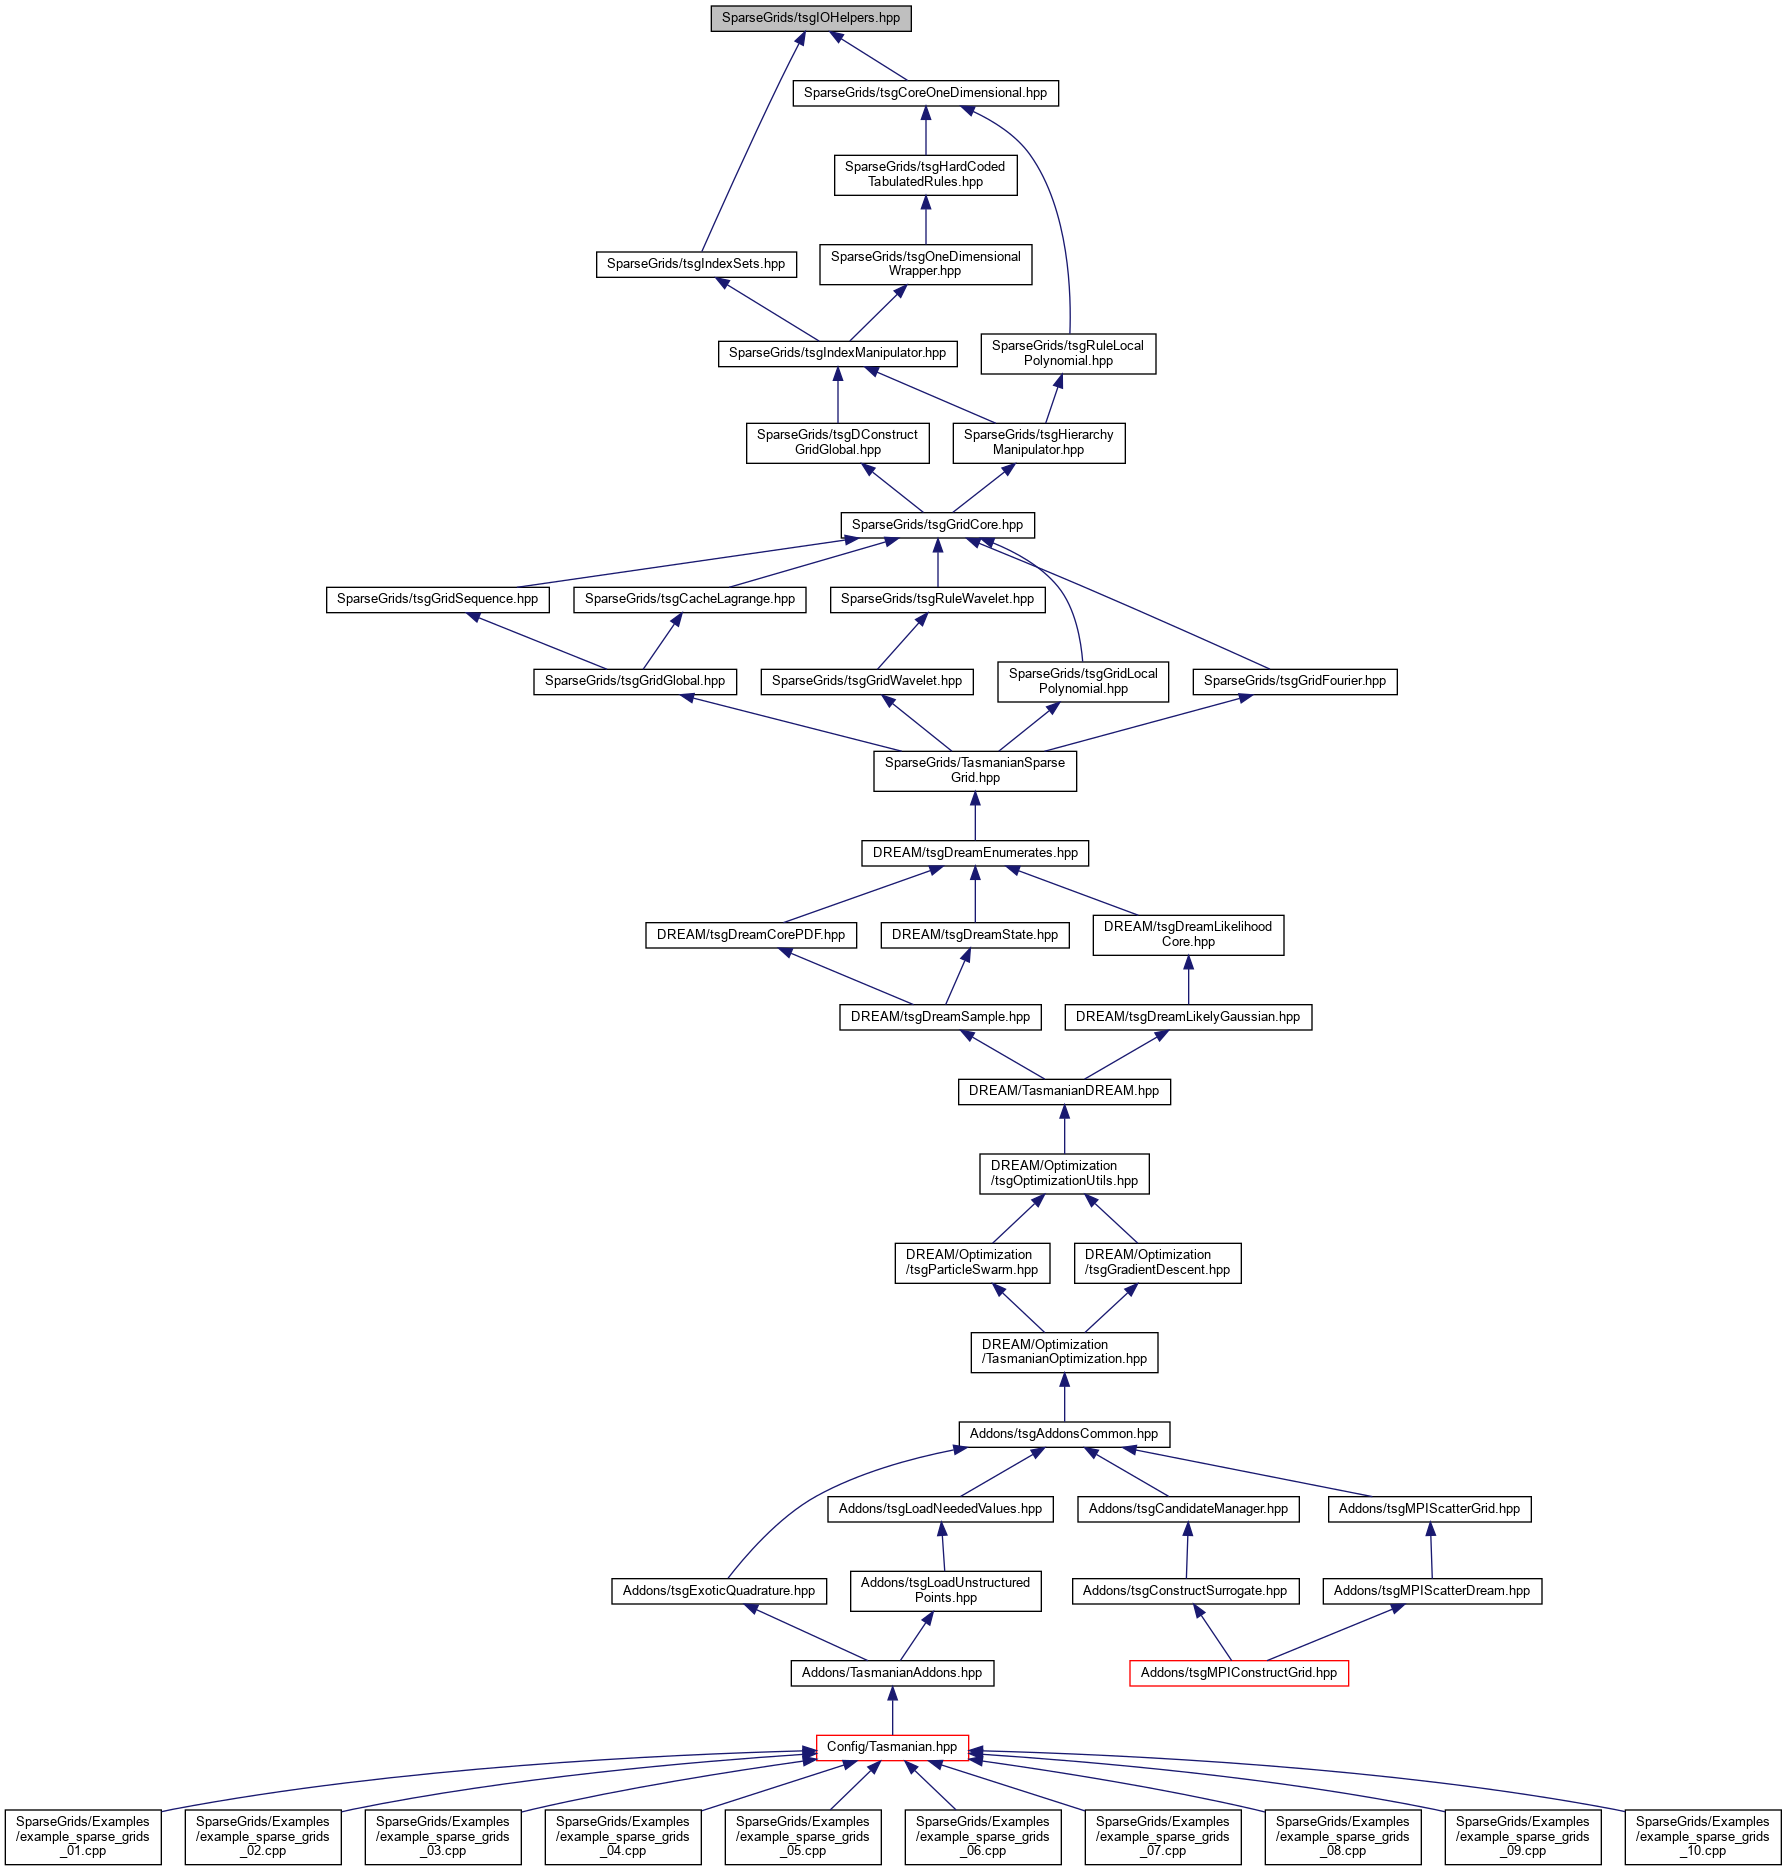 SparseGrids/tsgIOHelpers.hpp
SparseGrids/tsgCoreOneDimensional.hpp
SparseGrids/tsgHardCoded
TabulatedRules.hpp
SparseGrids/tsgIndexSets.hpp
SparseGrids/tsgOneDimensional
Wrapper.hpp
SparseGrids/tsgIndexManipulator.hpp
SparseGrids/tsgRuleLocal
Polynomial.hpp
SparseGrids/tsgDConstruct
GridGlobal.hpp
SparseGrids/tsgHierarchy
Manipulator.hpp
SparseGrids/tsgGridCore.hpp
SparseGrids/tsgGridSequence.hpp
SparseGrids/tsgCacheLagrange.hpp
SparseGrids/tsgRuleWavelet.hpp
SparseGrids/tsgGridGlobal.hpp
SparseGrids/tsgGridWavelet.hpp
SparseGrids/tsgGridLocal
Polynomial.hpp
SparseGrids/tsgGridFourier.hpp
SparseGrids/TasmanianSparse
Grid.hpp
DREAM/tsgDreamEnumerates.hpp
DREAM/tsgDreamCorePDF.hpp
DREAM/tsgDreamState.hpp
DREAM/tsgDreamLikelihood
Core.hpp
DREAM/tsgDreamSample.hpp
DREAM/tsgDreamLikelyGaussian.hpp
DREAM/TasmanianDREAM.hpp
DREAM/Optimization
/tsgOptimizationUtils.hpp
DREAM/Optimization
/tsgParticleSwarm.hpp
DREAM/Optimization
/tsgGradientDescent.hpp
DREAM/Optimization
/TasmanianOptimization.hpp
Addons/tsgAddonsCommon.hpp
Addons/tsgLoadNeededValues.hpp
Addons/tsgCandidateManager.hpp
Addons/tsgMPIScatterGrid.hpp
Addons/tsgExoticQuadrature.hpp
Addons/tsgLoadUnstructured
Points.hpp
Addons/tsgConstructSurrogate.hpp
Addons/tsgMPIScatterDream.hpp
Addons/TasmanianAddons.hpp
Addons/tsgMPIConstructGrid.hpp
Config/Tasmanian.hpp
SparseGrids/Examples
/example_sparse_grids
_01.cpp
SparseGrids/Examples
/example_sparse_grids
_02.cpp
SparseGrids/Examples
/example_sparse_grids
_03.cpp
SparseGrids/Examples
/example_sparse_grids
_04.cpp
SparseGrids/Examples
/example_sparse_grids
_05.cpp
SparseGrids/Examples
/example_sparse_grids
_06.cpp
SparseGrids/Examples
/example_sparse_grids
_07.cpp
SparseGrids/Examples
/example_sparse_grids
_08.cpp
SparseGrids/Examples
/example_sparse_grids
_09.cpp
SparseGrids/Examples
/example_sparse_grids
_10.cpp